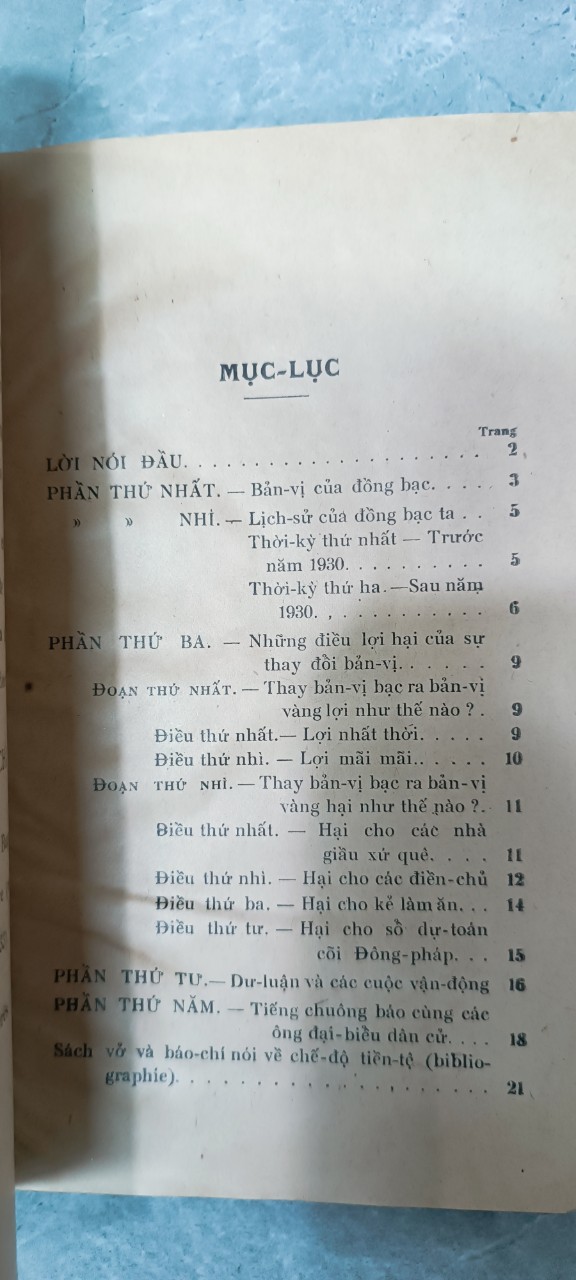 MỤC-LỤC
Trang
LỜI NÓI ĐẦU. . . . . . . . . . . . . . . . . . . . . 2
PHẦN THỨ NHẤT. — Bản-vị của đồng bạc. . . . . 3
» » NHÌ. — Lịch-sử của đồng bạc ta . . 5
Thời-kỳ thứ nhất — Trước
năm 1930. . . . . . . . . . 5
Thời-kỳ thứ ha. — Sau năm
1930. . . . . . . . . . . . 6
PHẦN THỨ BA. — Những điều lợi hại của sự
thay đổi bản-vị. . . . . . 9
ĐOẠN THỨ NHẤT. — Thay bản-vị bạc ra bản-vị
vàng lợi như thế nào ? . 9
Điều thứ nhất. — Lợi nhất thời. . . . . 9
Điều thứ nhì. — Lợi mãi mãi.. . . . . 10
ĐOẠN THỨ NHÌ. — Thay bản-vị bạc ra bản-vị
vàng hại như thế nào ?. 11
Điều thứ nhất. — Hại cho các nhà
giầu xứ quê. . . . 11
Điều thứ nhì. — Hại cho các điền-chủ 12
Điều thứ ba. — Hại cho kẻ làm ăn. . . 14
Điều thứ tư. — Hại cho sổ dự-toán
cõi Đông-pháp. . . 15
PHẦN THỨ TƯ. — Dư-luận và các cuộc vận-động 16
PHẦN THỨ NĂM. — Tiếng chuông báo cùng các
ông đại-biểu dân cử. . . . 18
Sách vở và báo-chí nói về chế-độ tiền-tệ (biblio-
graphie). . . . . . . . . . . . . . . . . . . . 21